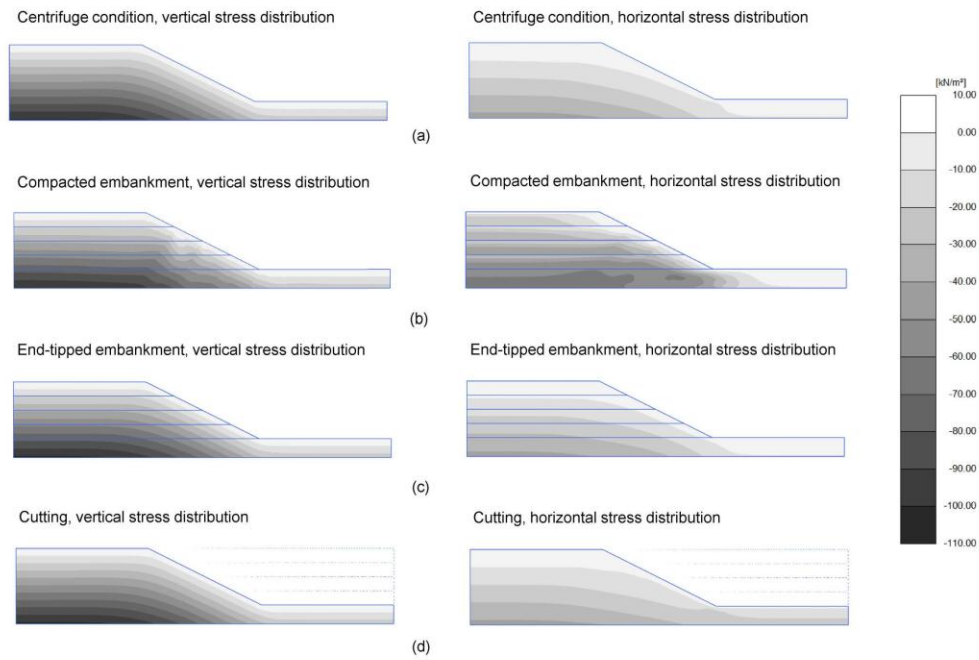 Centrifuge condition, vertical stress distribution
Centrifuge condition, horizontal stress distribution
(a)
Compacted embankment, vertical stress distribution
Compacted embankment, horizontal stress distribution
(b)
End-tipped embankment, vertical stress distribution
End-tipped embankment, horizontal stress distribution
(c)
Cutting, vertical stress distribution
Cutting, horizontal stress distribution
(d)
[kN/m²]
10.00
0.00
-10.00
-20.00
-30.00
-40.00
-50.00
-60.00
-70.00
-80.00
-90.00
-100.00
-110.00